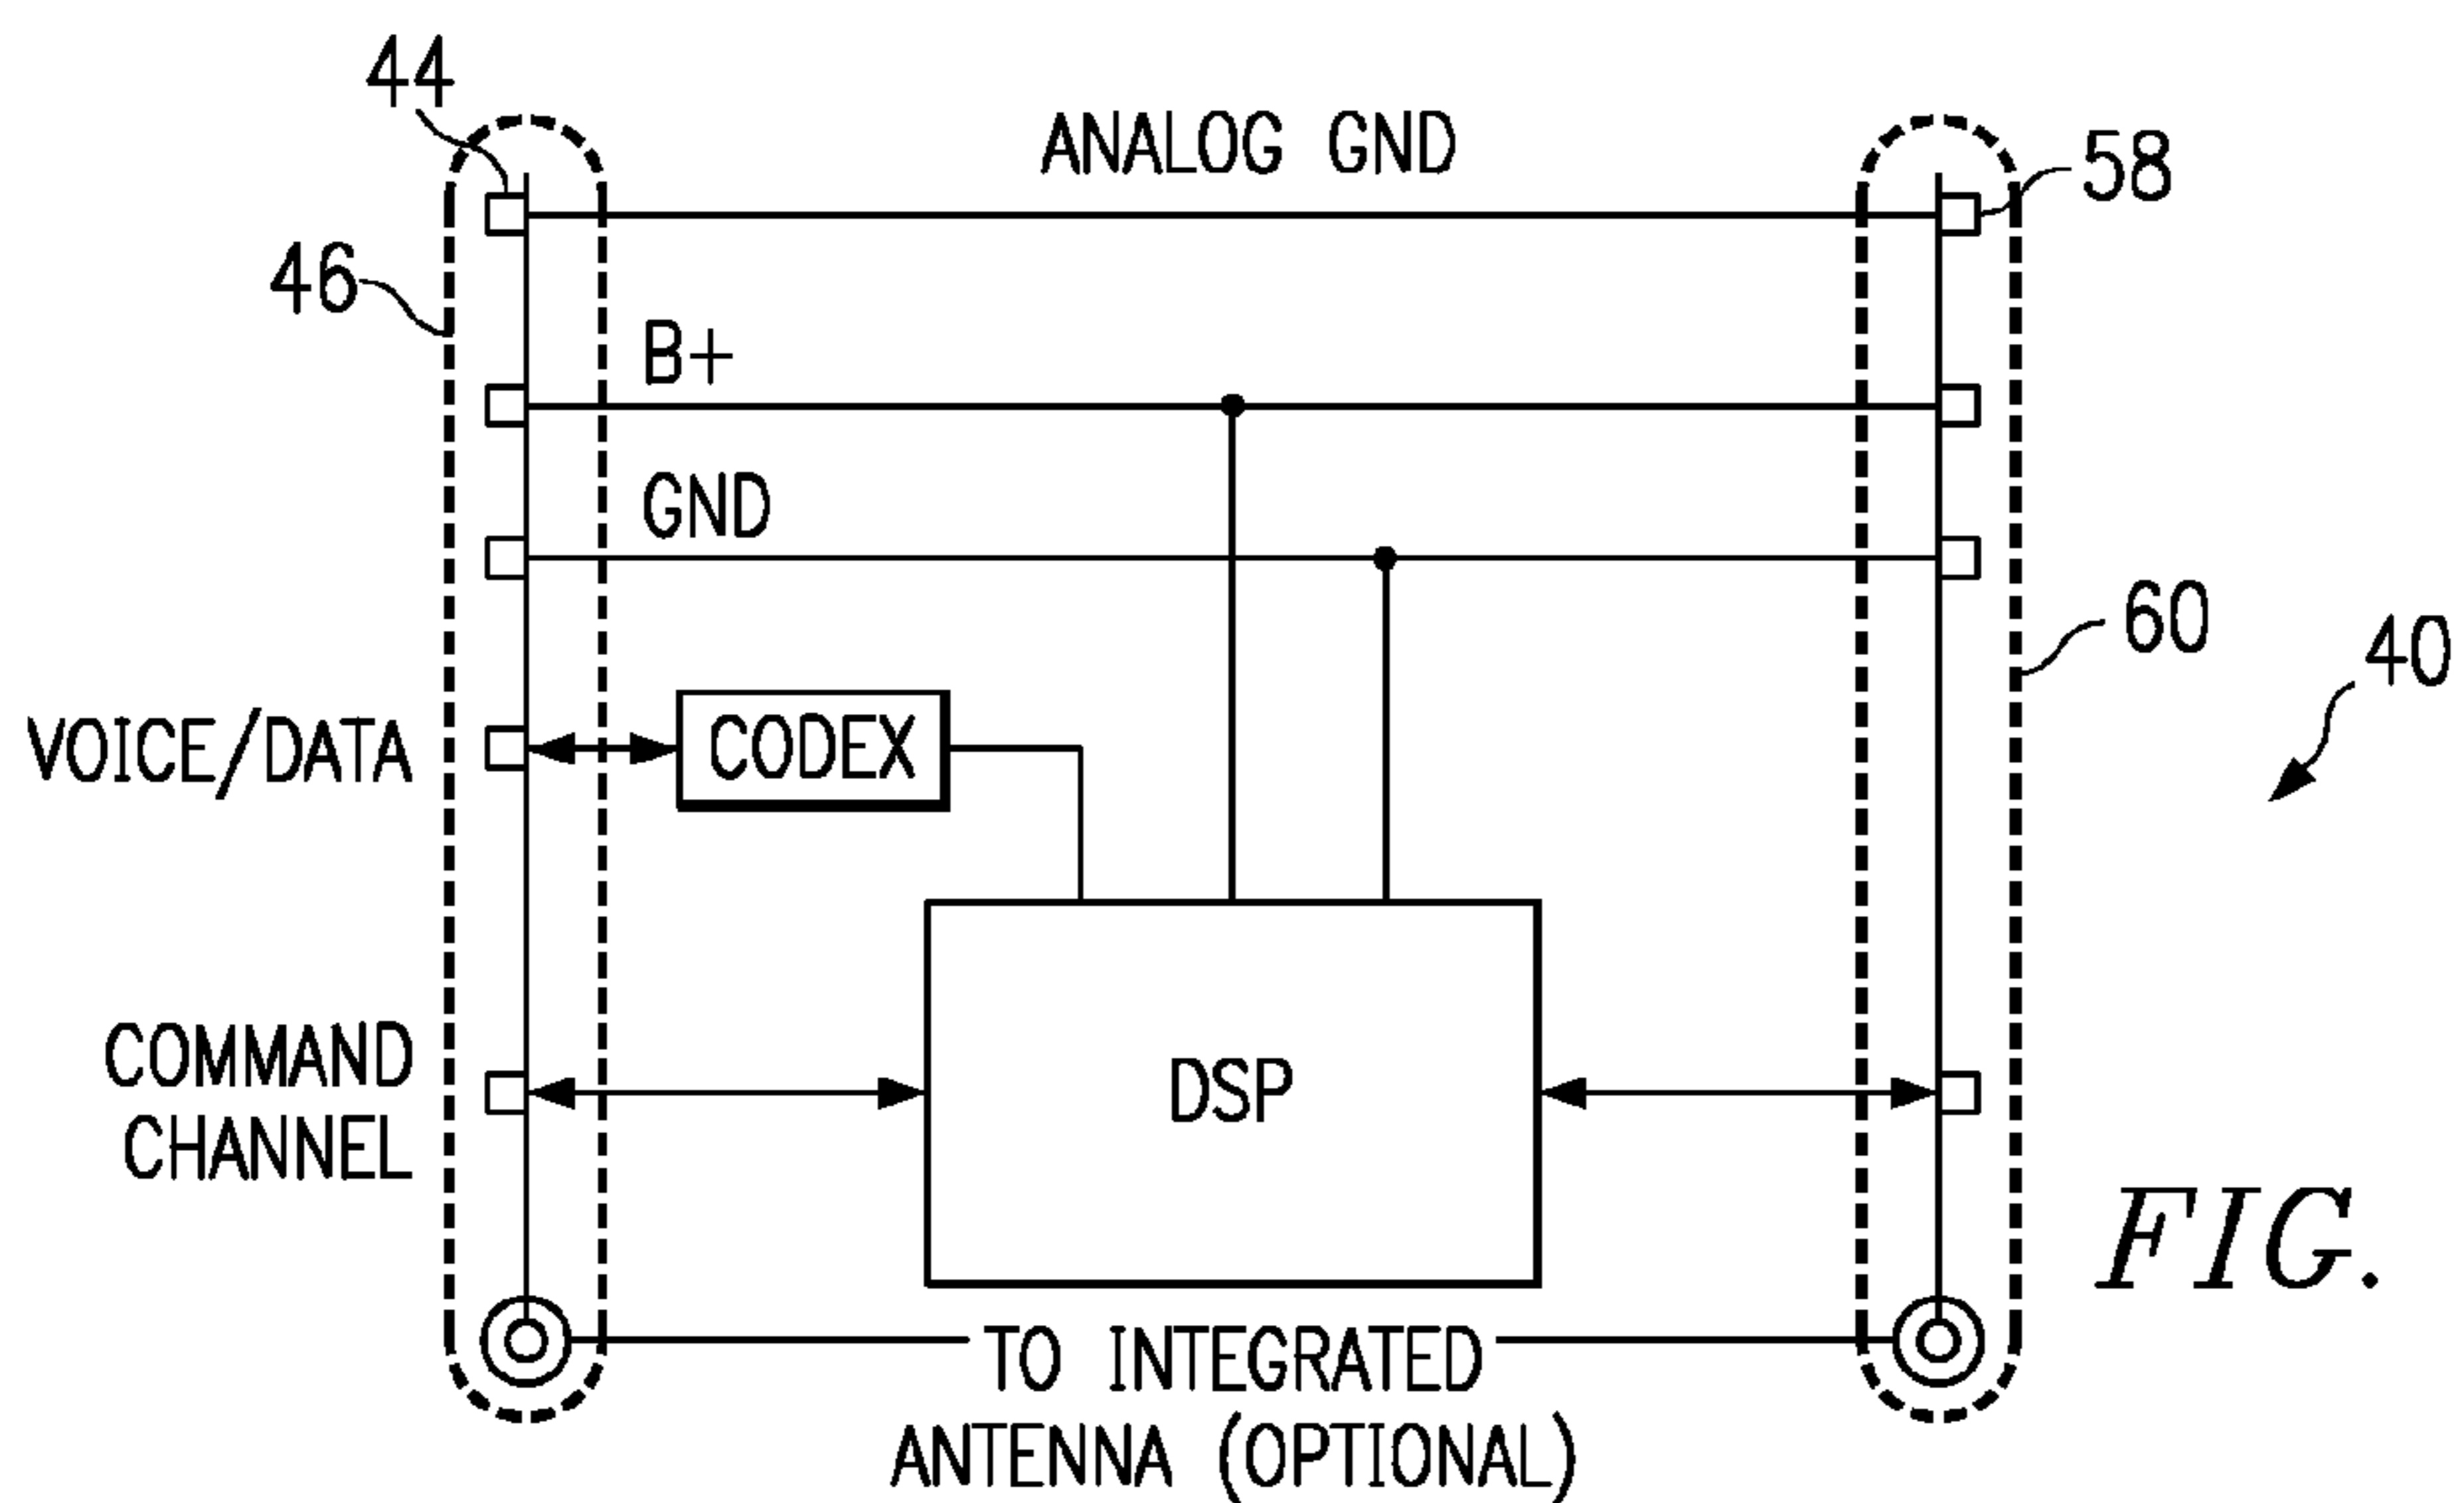 44
ANALOG GND
58
46
B+
GND
60
40
VOICE/DATA
CODEX
COMMAND
CHANNEL
DSP
FIG.
TO INTEGRATED
ANTENNA (OPTIONAL)